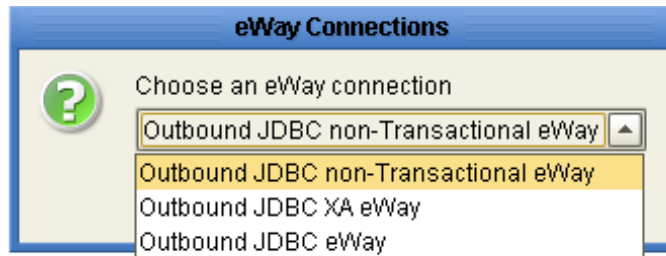 eWay Connections
Choose an eWay connection
Outbound JDBC non-Transactional eWay
Outbound JDBC non-Transactional eWay
Outbound JDBC XA eWay
Outbound JDBC eWay